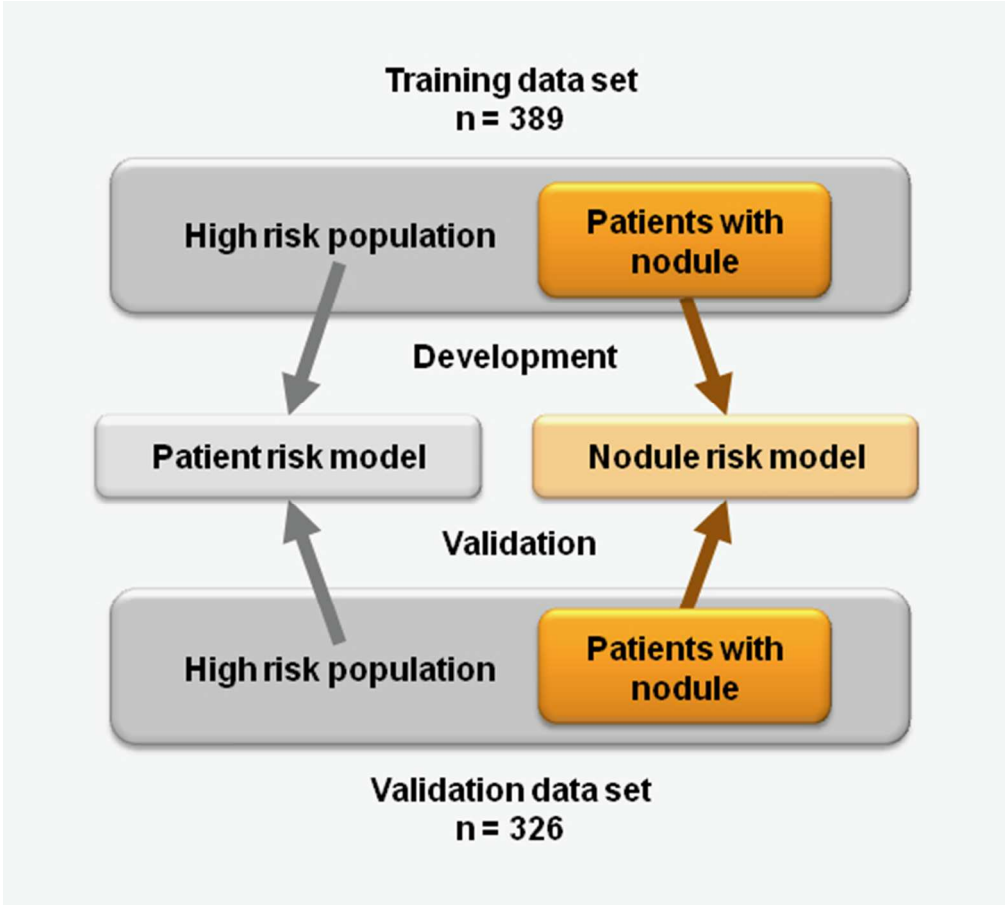 Training data set
n = 389
High risk population
Patients with
nodule
Development
Patient risk model
Nodule risk model
Validation
High risk population
Patients with
nodule
Validation data set
n = 326